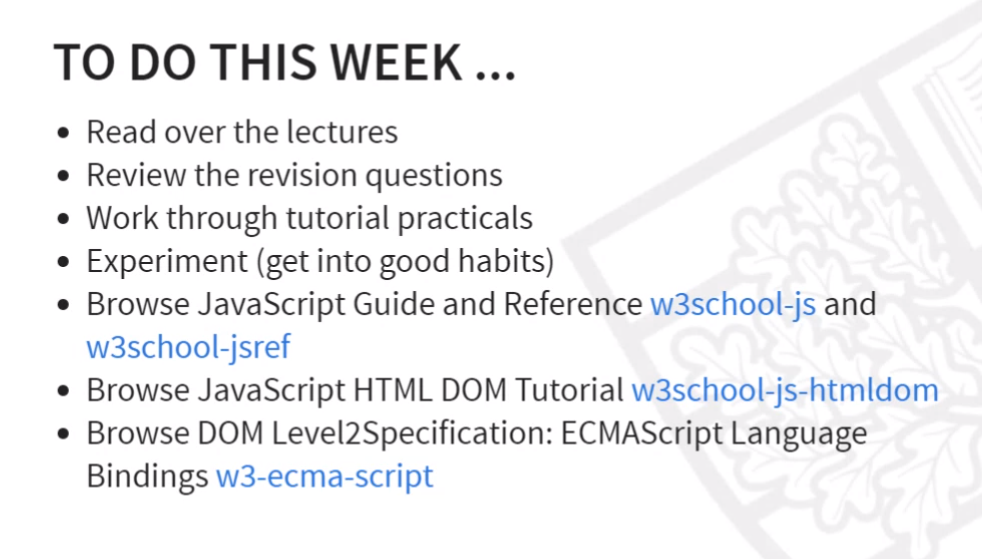 TO DO THIS WEEK ...
• Read over the lectures
• Review the revision questions
• Work through tutorial practicals
• Experiment (get into good habits)
• Browse JavaScript Guide and Reference w3school-js and
w3school-jsref
• Browse JavaScript HTML DOM Tutorial w3school-js-htmldom
• Browse DOM Level2Specification: ECMAScript Language
Bindings w3-ecma-script